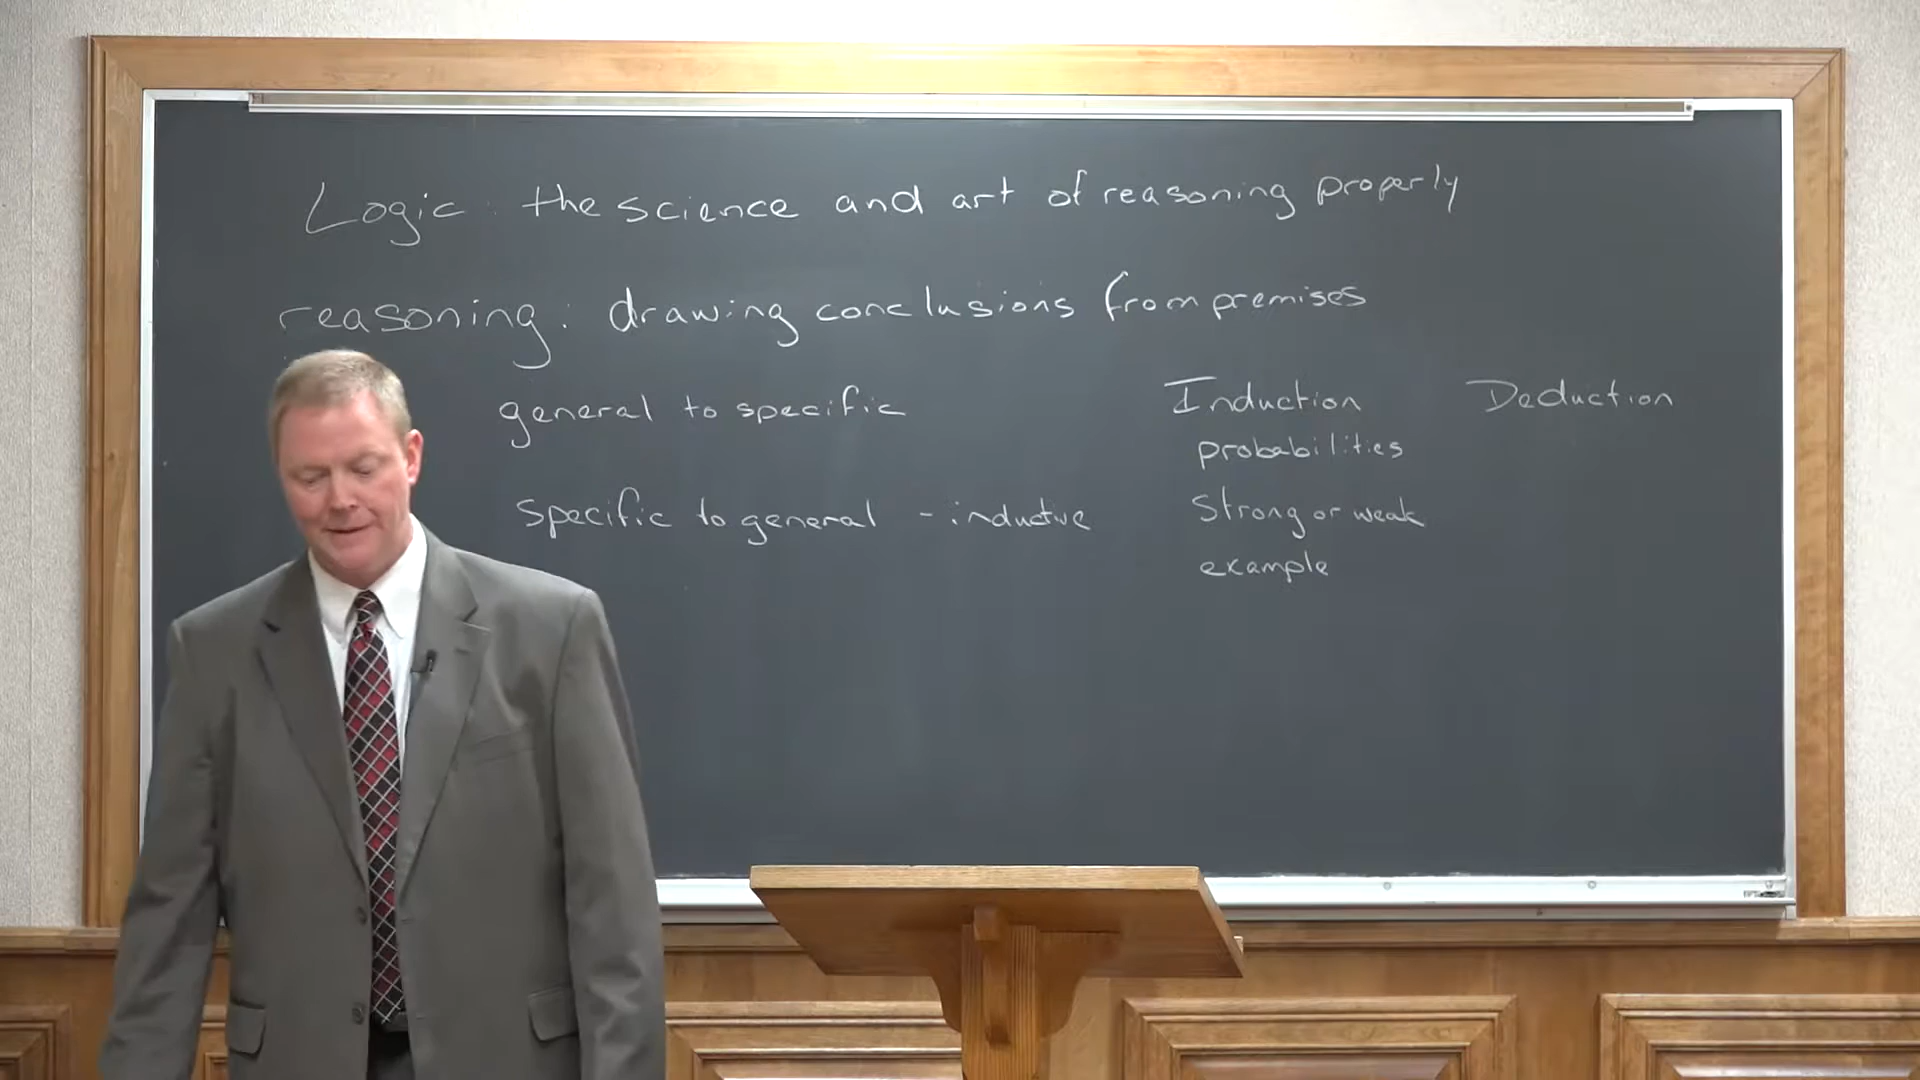 Logic: the science and art of reasoning properly
reasoning: drawing conclusions from premises
general to specific
specific to general - inductive
Induction
probabilities
Strong or weak
example
Deduction